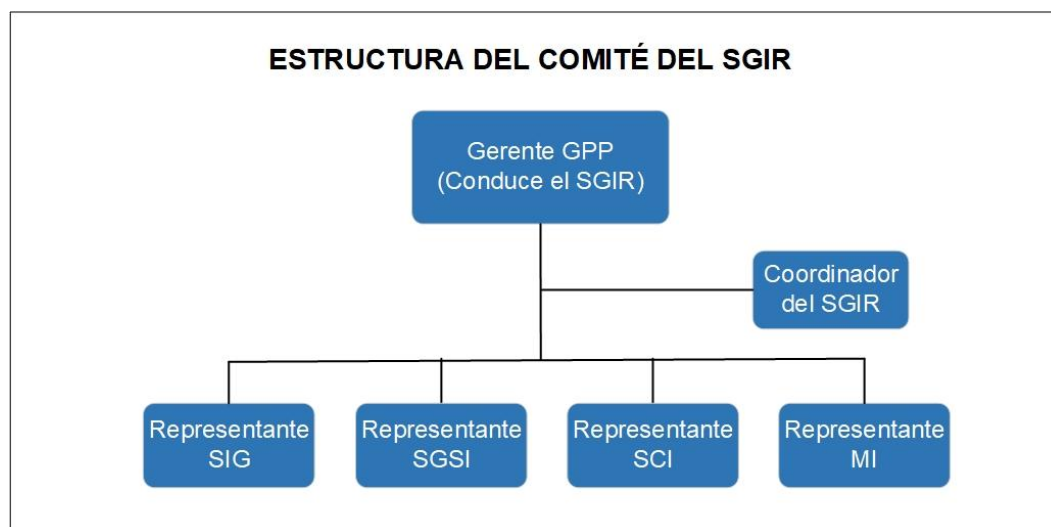 ESTRUCTURA DEL COMITÉ DEL SGIR
Gerente GPP
(Conduce el SGIR)
Coordinador
del SGIR
Representante
SIG
Representante
SGSI
Representante
SCI
Representante
MI